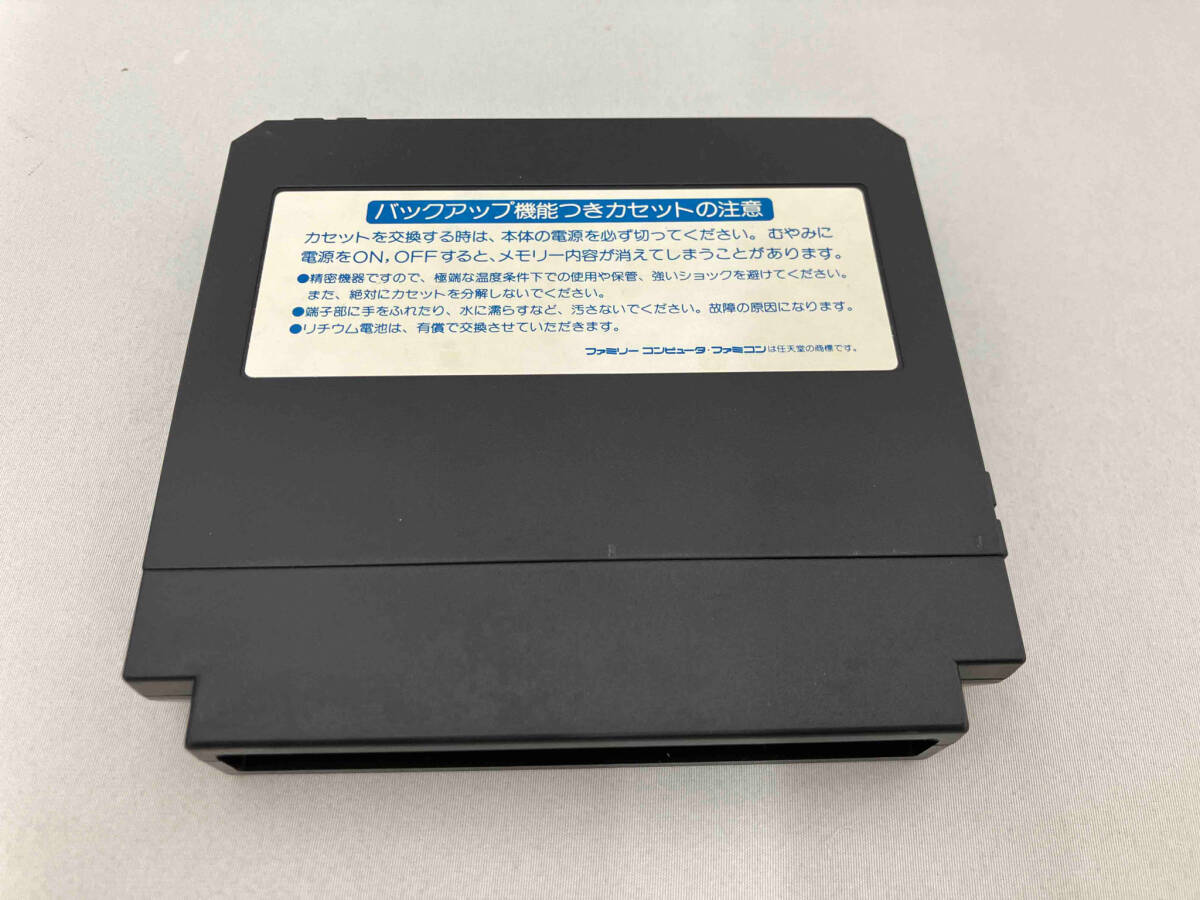 バックアップ機能つきカセットの注意
カセットを交換する時は、本体の電源を必ず切ってください。むやみに
電源をON,OFFすると、メモリー内容が消えてしまうことがあります。
●精密機器ですので、極端な温度条件下での使用や保管、強いショックを避けてください。
また、絶対にカセットを分解しないでください。
●端子部に手をふれたり、水に濡らすなど、汚さないでください。故障の原因になります。
●リチウム電池は、有償で交換させていただきます。
ファミリーコンピュータ・ファミコンは任天堂の商標です。